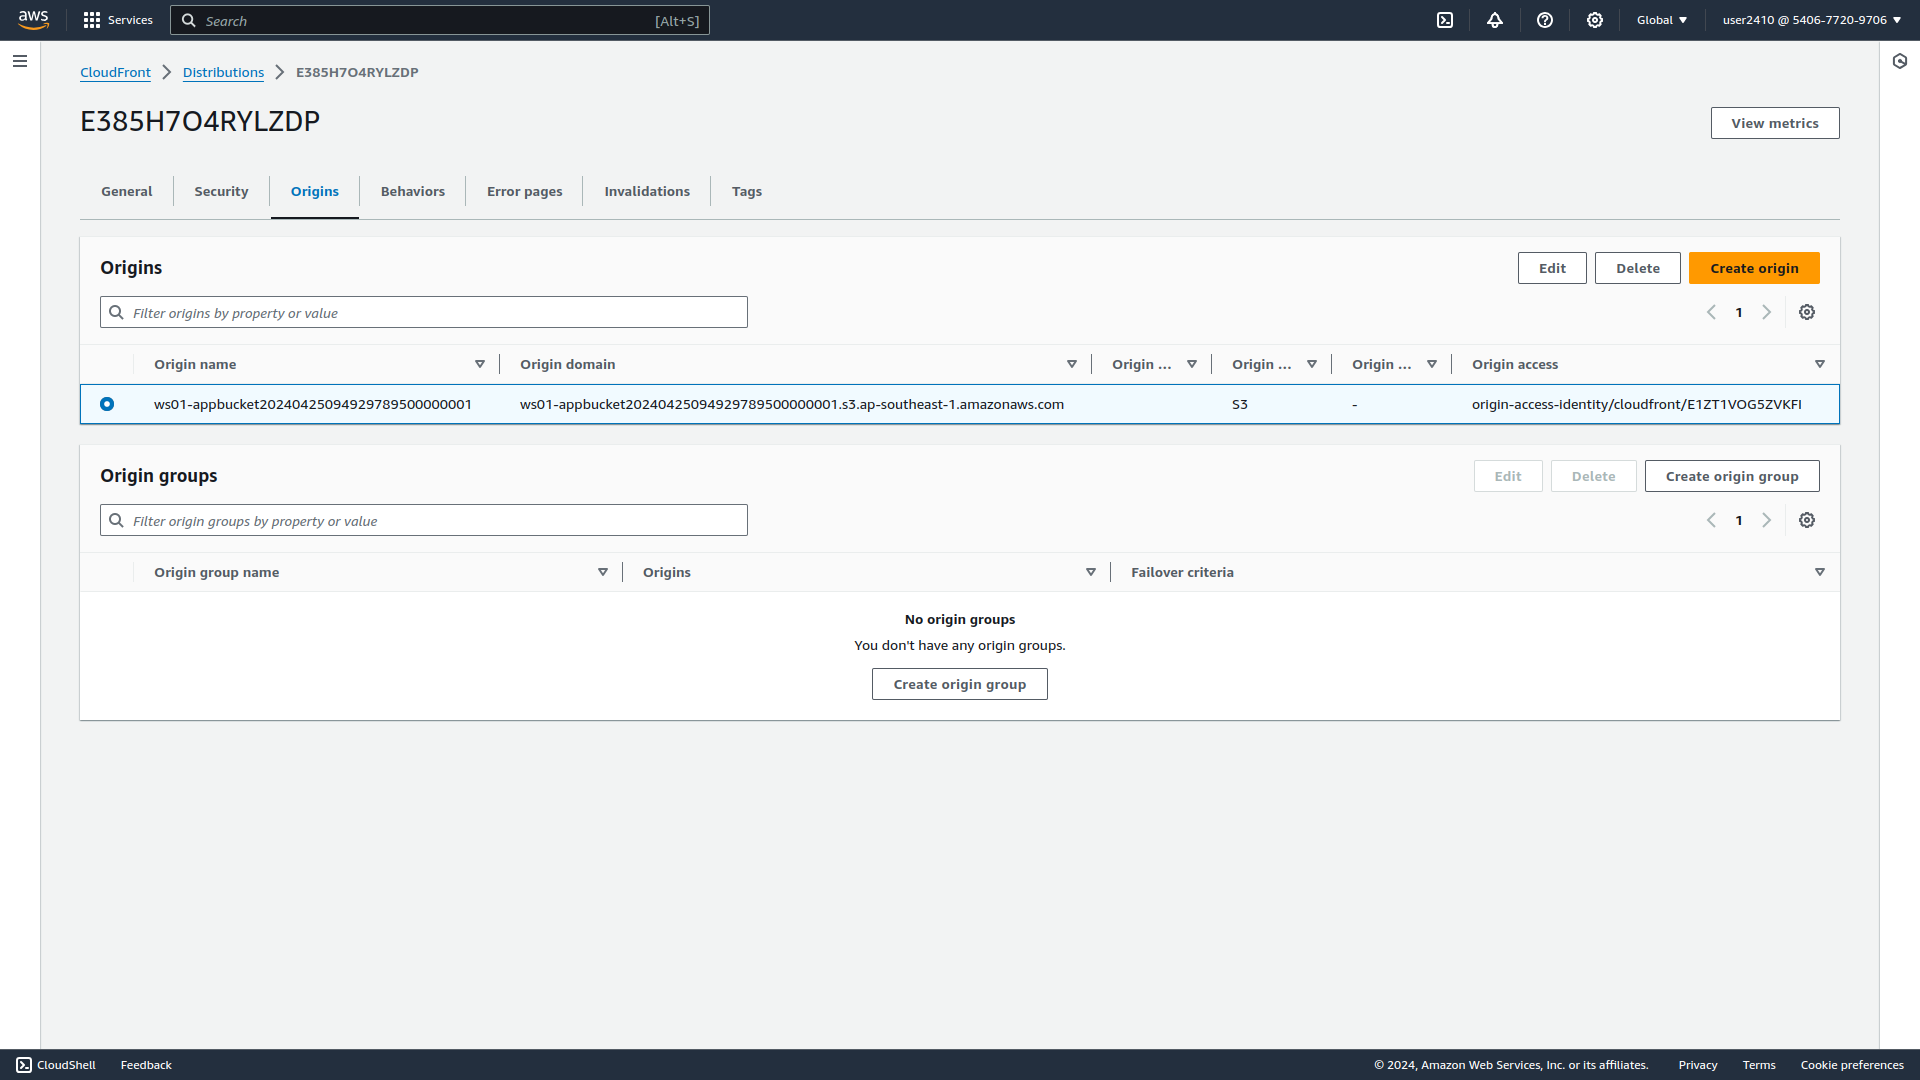 aws Services Search [Alt+S] Global user2410 @ 5406-7720-9706
CloudFront Distributions E385H7O4RYLZDP
E385H7O4RYLZDP
View metrics
General Security Origins Behaviors Error pages Invalidations Tags
Origins
Edit Delete Create origin
Filter origins by property or value
1
Origin name Origin domain Origin ... Origin ... Origin ... Origin access
ws01-appbucket20240425094929789500000001 ws01-appbucket20240425094929789500000001.s3.ap-southeast-1.amazonaws.com S3 - origin-access-identity/cloudfront/E1ZT1VOG5ZVKFI
Origin groups
Edit Delete Create origin group
Filter origin groups by property or value
1
Origin group name Origins Failover criteria
No origin groups
You don't have any origin groups.
Create origin group
CloudShell Feedback © 2024, Amazon Web Services, Inc. or its affiliates. Privacy Terms Cookie preferences